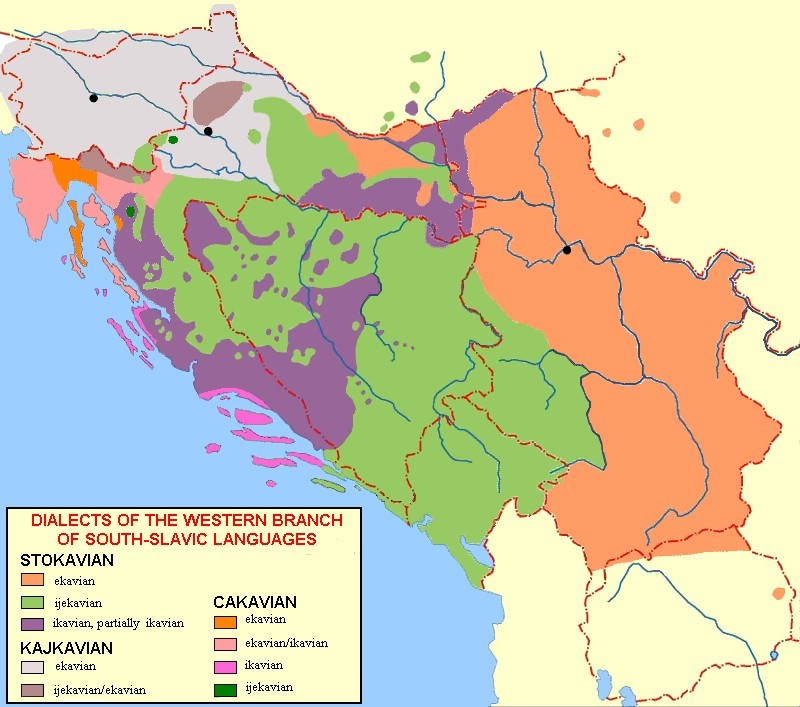 DIALECTS OF THE WESTERN BRANCH
OF SOUTH-SLAVIC LANGUAGES
STOKAVIAN
ekavian
ijekavian
ikavian, partially ikavian
KAJKAVIAN
ekavian
ijekavian/ekavian
CAKAVIAN
ekavian
ekavian/ikavian
ikavian
ijekavian